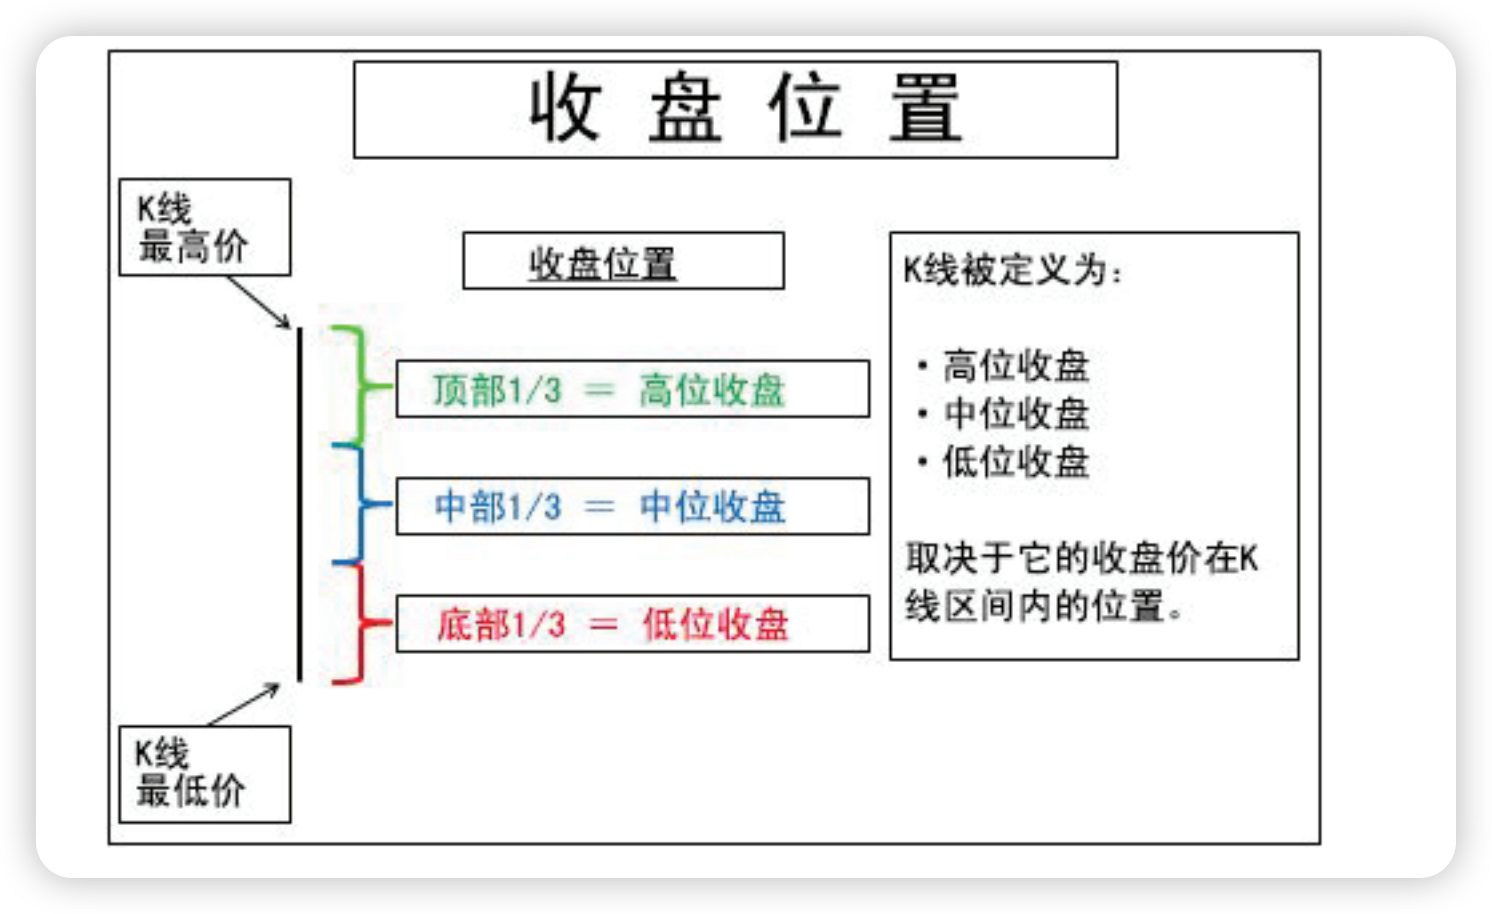 收盘位置
K线
最高价
收盘位置
顶部1/3 = 高位收盘
中部1/3 = 中位收盘
底部1/3 = 低位收盘
K线
最低价
K线被定义为:
·高位收盘
·中位收盘
·低位收盘
取决于它的收盘价在K
线区间内的位置。